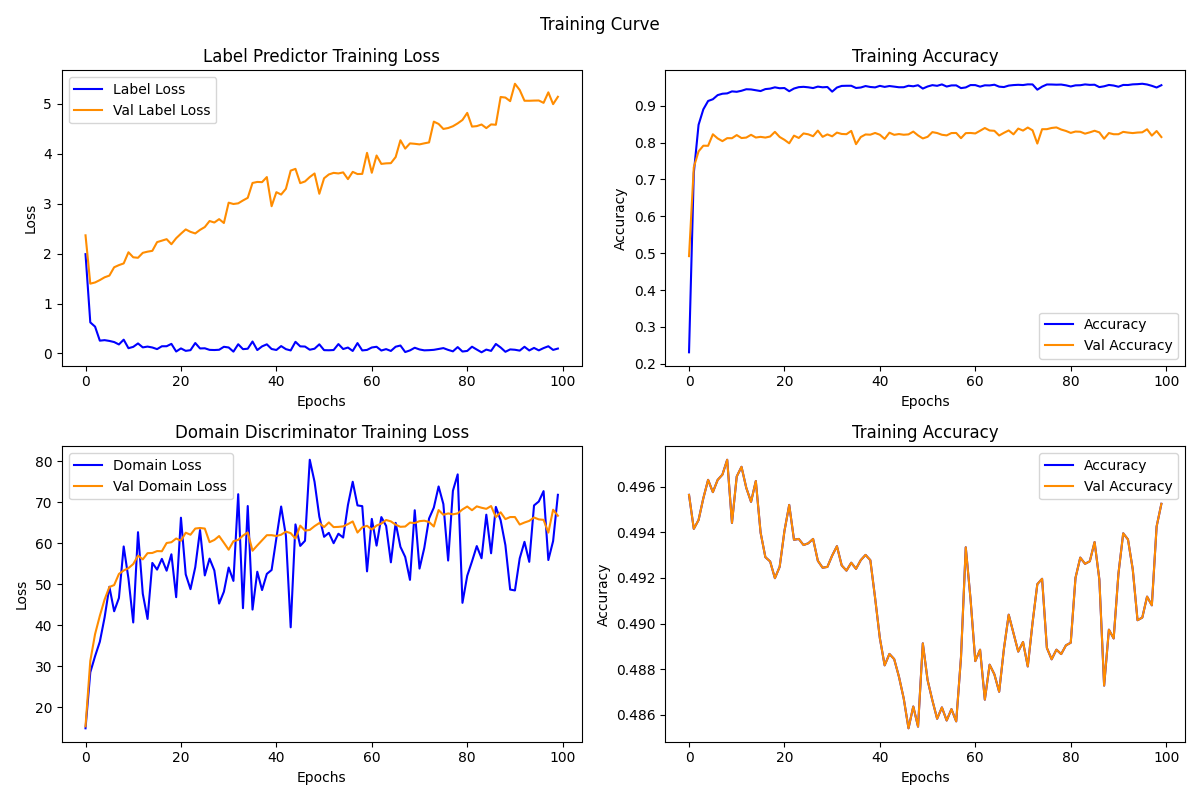 Training Curve
Label Predictor Training Loss
Label Loss
Val Label Loss
Loss
5
4
3
2
1
0
0 20 40 60 80 100
Epochs
Training Accuracy
Accuracy
0.9
0.8
0.7
0.6
0.5
0.4
0.3
0.2
Accuracy
Val Accuracy
0 20 40 60 80 100
Epochs
Domain Discriminator Training Loss
Domain Loss
Val Domain Loss
Loss
80
70
60
50
40
30
20
0 20 40 60 80 100
Epochs
Training Accuracy
Accuracy
Val Accuracy
Accuracy
0.496
0.494
0.492
0.490
0.488
0.486
0 20 40 60 80 100
Epochs